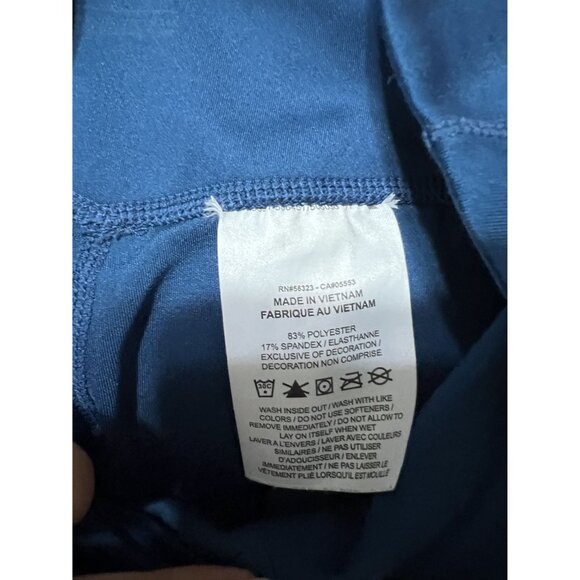 RN#56323 - CA#05553
MADE IN VIETNAM
FABRIQUE AU VIETNAM
83% POLYESTER
17% SPANDEX / ELASTHANNE
EXCLUSIVE OF DECORATION /
DECORATION NON COMPRISE
30C
WASH INSIDE OUT / WASH WITH LIKE
COLORS / DO NOT USE SOFTENERS /
REMOVE IMMEDIATELY / DO NOT ALLOW TO
LAY ON ITSELF WHEN WET
LAVER A L'ENVERS / LAVER AVEC COULEURS
SIMILAIRES / NE PAS UTILISER
D'ADOUCISSEUR / ENLEVER
IMMEDIATEMENT / NE PAS LAISSER LE
VÊTEMENT PLIÉ LORSQU'IL EST MOUILLÉ